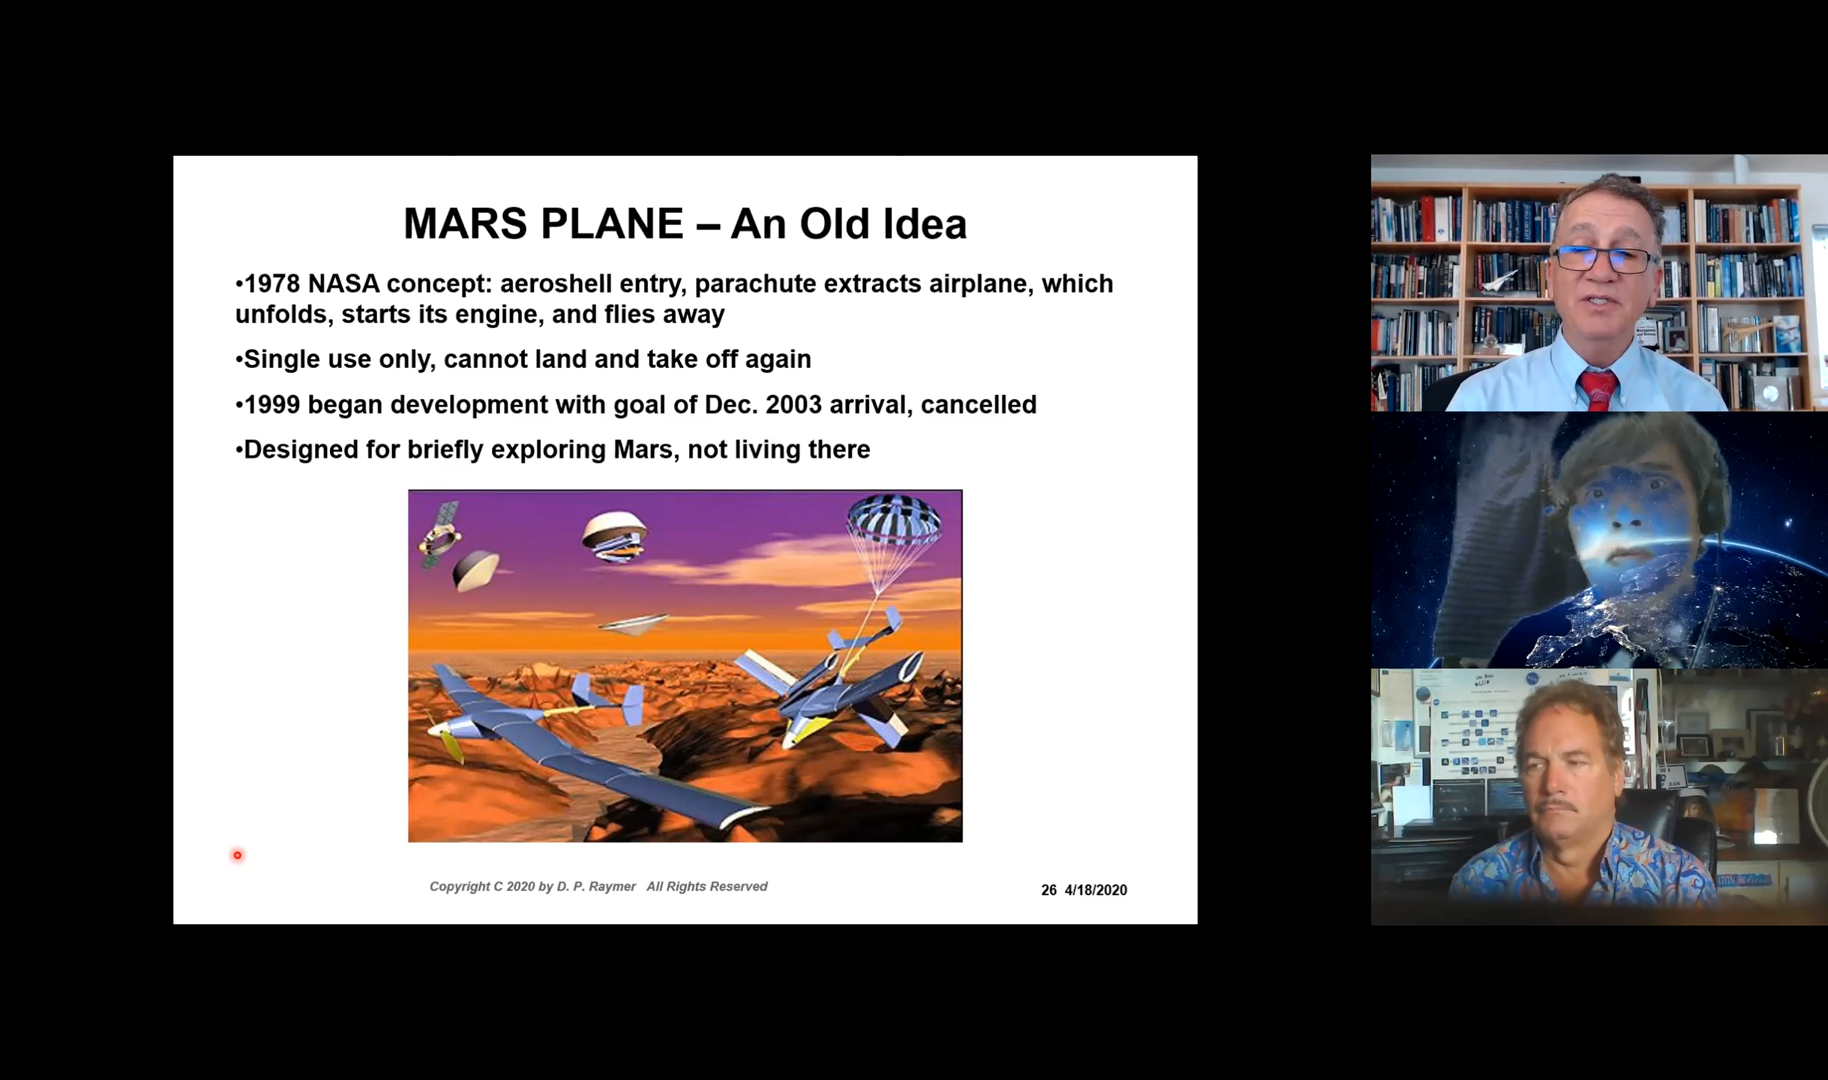 MARS PLANE – An Old Idea
•1978 NASA concept: aeroshell entry, parachute extracts airplane, which
unfolds, starts its engine, and flies away
•Single use only, cannot land and take off again
•1999 began development with goal of Dec. 2003 arrival, cancelled
•Designed for briefly exploring Mars, not living there
Copyright C 2020 by D. P. Raymer All Rights Reserved
26 4/18/2020